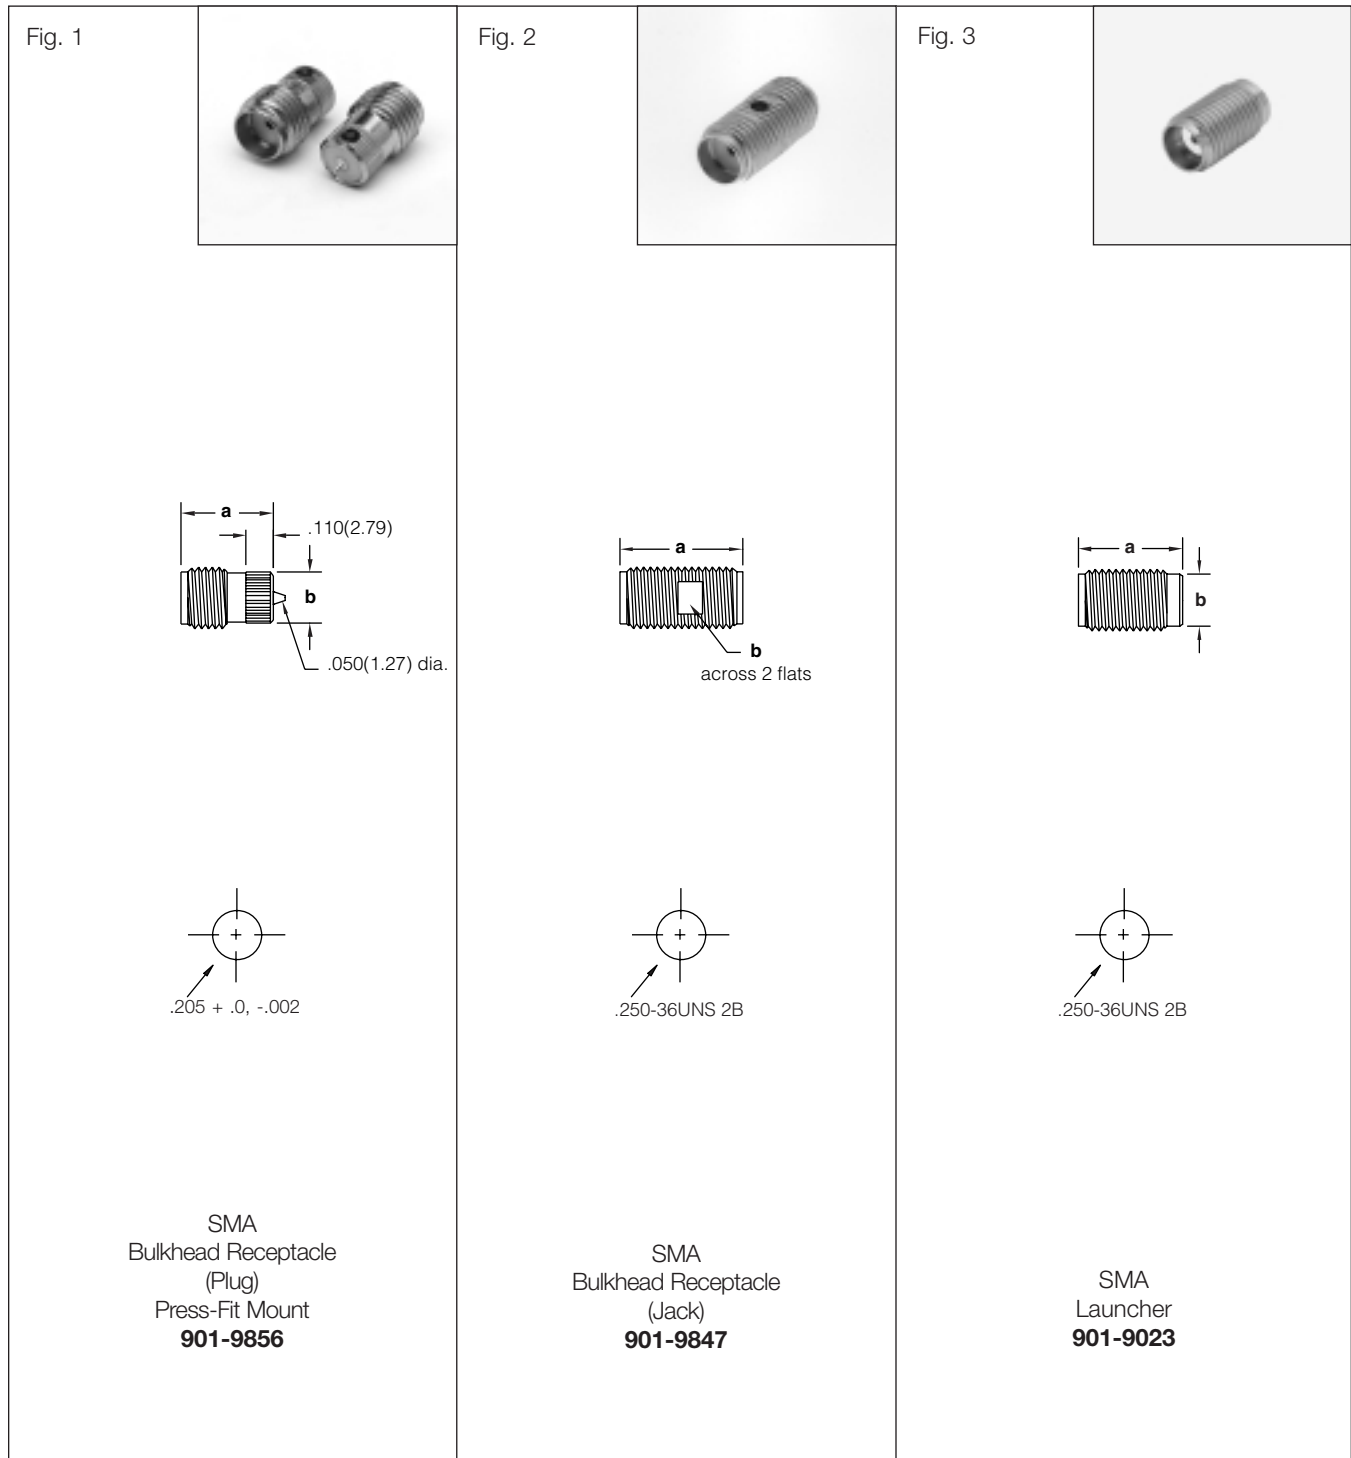 Fig. 1
a
.110(2.79)
b
.050(1.27) dia.
.205 + .0, -.002
SMA
Bulkhead Receptacle
(Plug)
Press-Fit Mount
901-9856
Fig. 2
a
b
across 2 flats
.250-36UNS 2B
SMA
Bulkhead Receptacle
(Jack)
901-9847
Fig. 3
a
b
.250-36UNS 2B
SMA
Launcher
901-9023